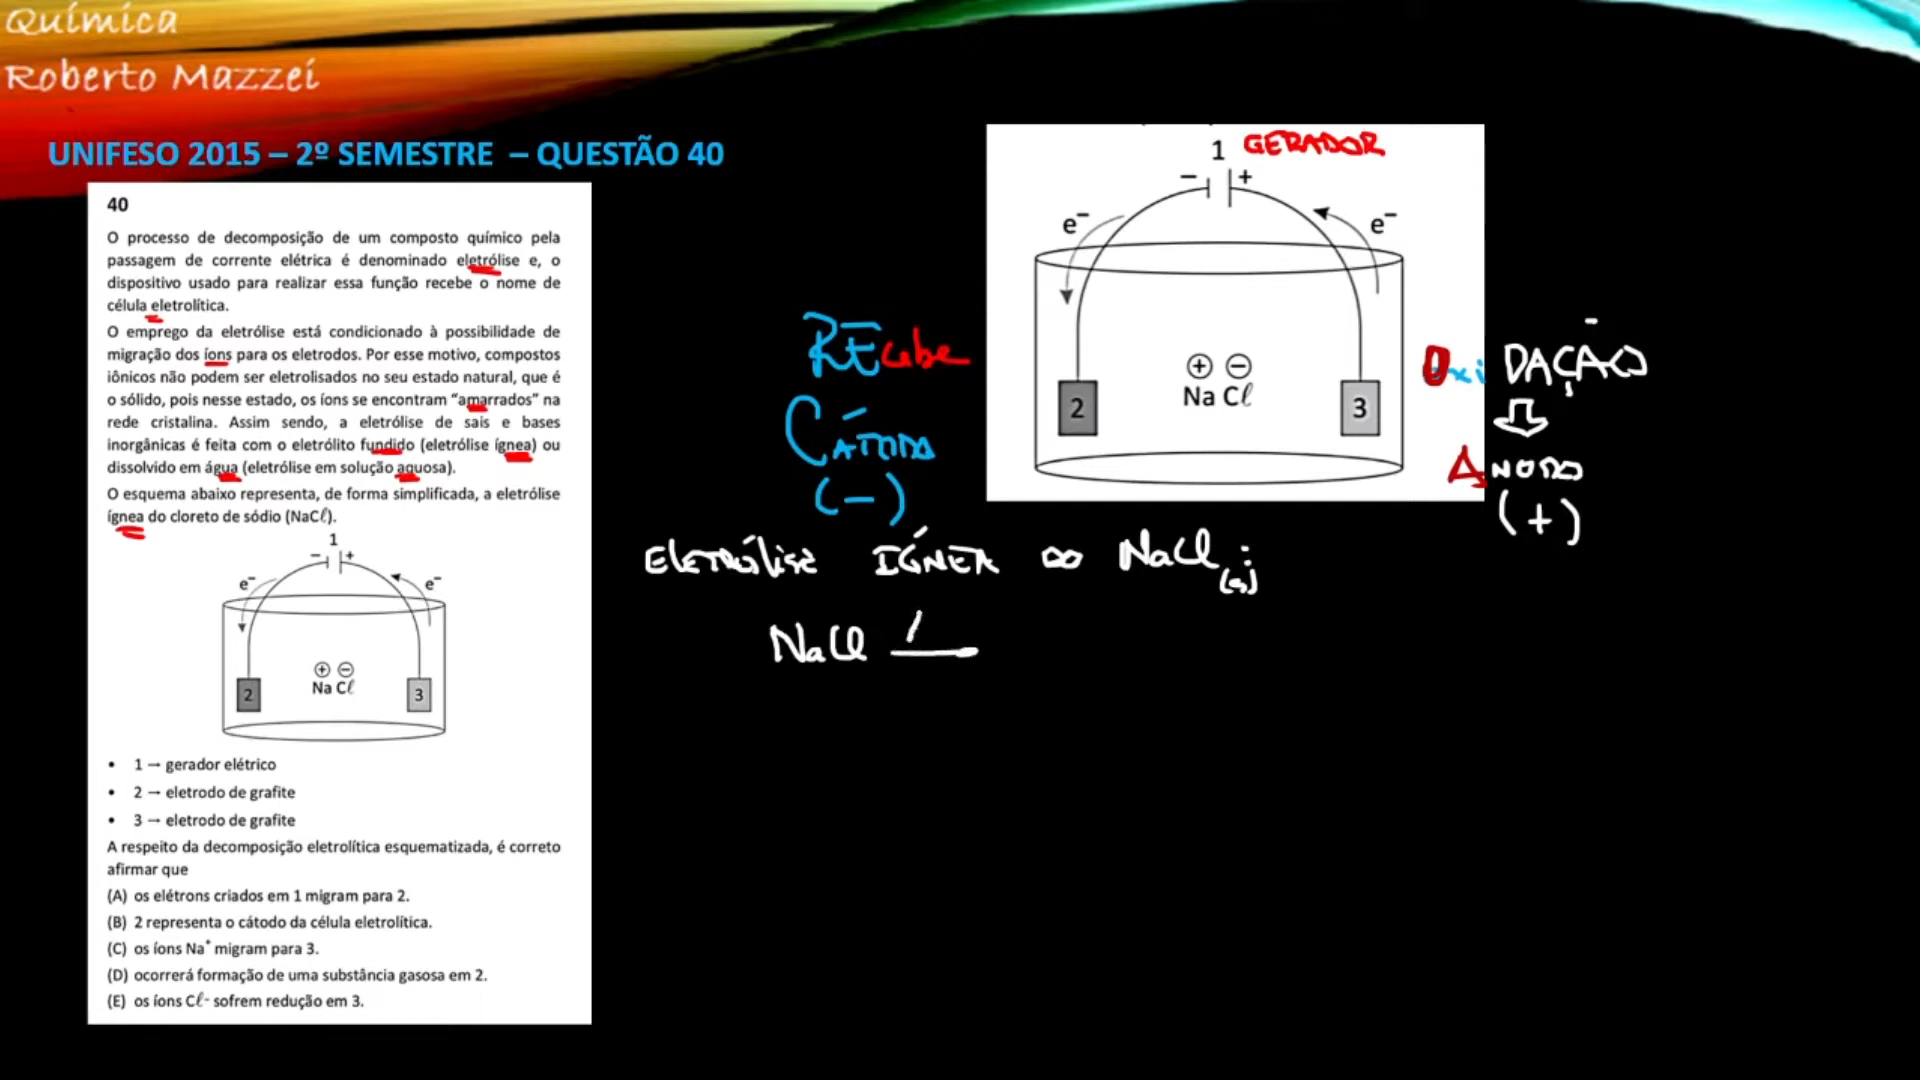 Química
Roberto Mazzei
UNIFESO 2015 – 2º SEMESTRE – QUESTÃO 40
40
O processo de decomposição de um composto químico pela
passagem de corrente elétrica é denominado eletrólise e, o
dispositivo usado para realizar essa função recebe o nome de
célula eletrolítica.
O emprego da eletrólise está condicionado à possibilidade de
migração dos íons para os eletrodos. Por esse motivo, compostos
iônicos não podem ser eletrolisados no seu estado natural, que é
o sólido, pois nesse estado, os íons se encontram “amarrados” na
rede cristalina. Assim sendo, a eletrólise de sais e bases
inorgânicas é feita com o eletrólito fundido (eletrólise ígnea) ou
dissolvido em água (eletrólise em solução aquosa).
O esquema abaixo representa, de forma simplificada, a eletrólise
ígnea do cloreto de sódio (NaCℓ).
1
− +
e⁻ e⁻
⊕ ⊖
Na Cℓ
2 3
• 1 → gerador elétrico
• 2 → eletrodo de grafite
• 3 → eletrodo de grafite
A respeito da decomposição eletrolítica esquematizada, é correto
afirmar que
(A) os elétrons criados em 1 migram para 2.
(B) 2 representa o cátodo da célula eletrolítica.
(C) os íons Na⁺ migram para 3.
(D) ocorrerá formação de uma substância gasosa em 2.
(E) os íons Cℓ⁻ sofrem redução em 3.
1 GERADOR
− +
e⁻ e⁻
⊕ ⊖
Na Cℓ
2 3
REcebe
CÁTODO
(−)
OxiDAÇÃO
ANODO
(+)
ELETRÓLISE ÍGNEA DO NaCl
NaCl